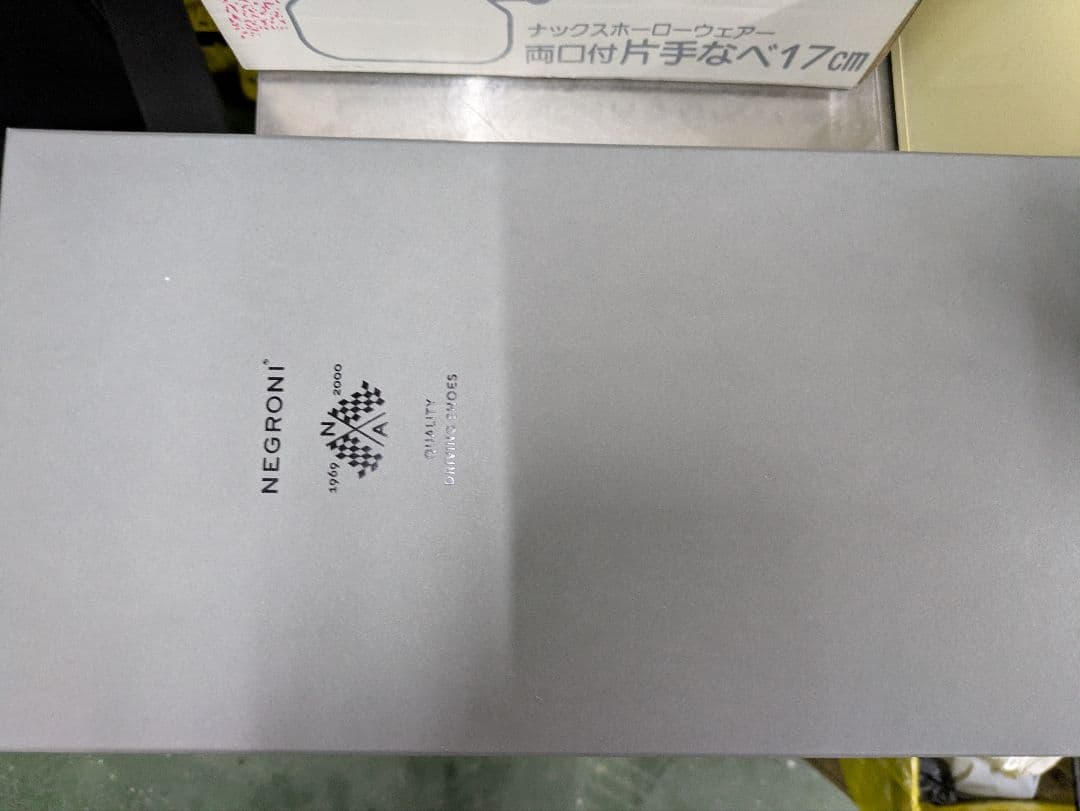 ナックスホーローウェアー
両口付片手なべ17cm
NEGRONI®
1969 2000
N A
QUALITY
DRIVING SHOES